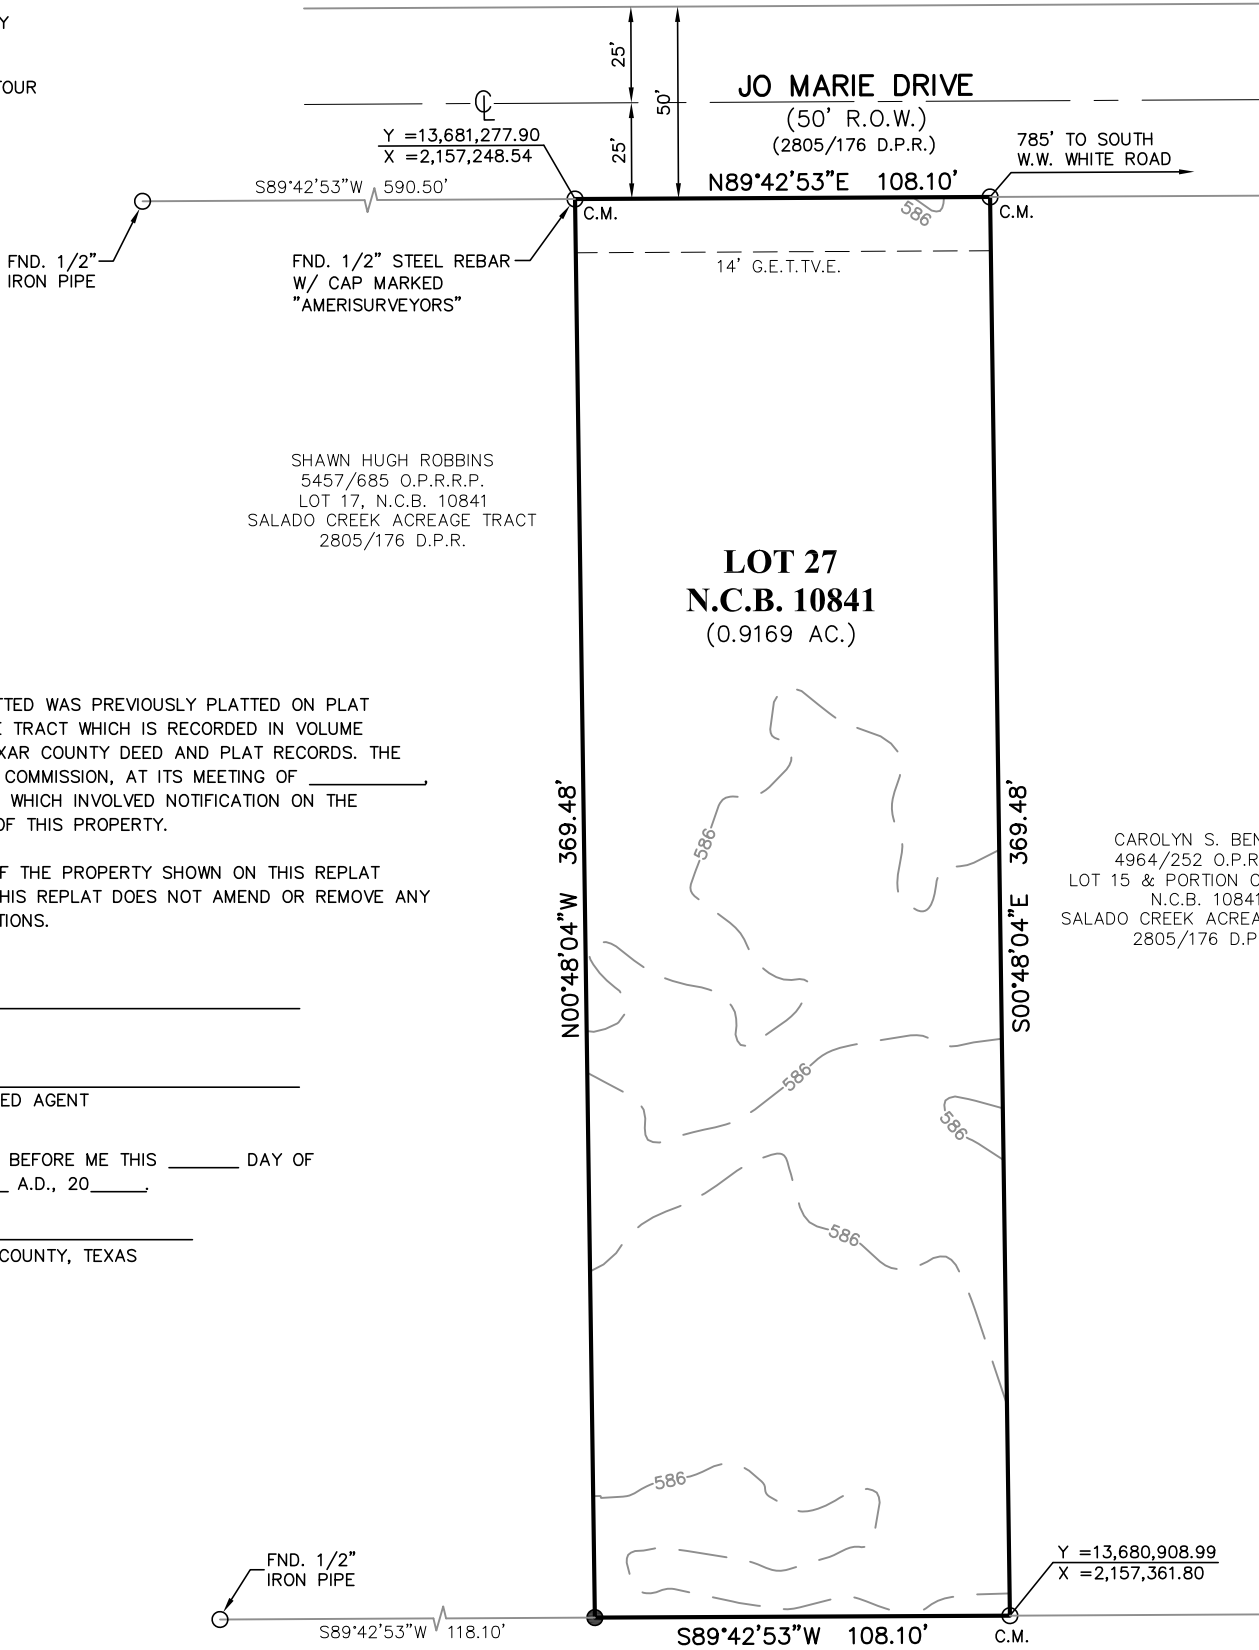 Y
TOUR
25'
50'
25'
℄
JO MARIE DRIVE
(50' R.O.W.)
(2805/176 D.P.R.)
Y =13,681,277.90
X =2,157,248.54
785' TO SOUTH
W.W. WHITE ROAD
S89°42'53"W 590.50'
N89°42'53"E 108.10'
C.M.
586
C.M.
FND. 1/2"
IRON PIPE
FND. 1/2" STEEL REBAR
W/ CAP MARKED
"AMERISURVEYORS"
14' G.E.T.TV.E.
SHAWN HUGH ROBBINS
5457/685 O.P.R.R.P.
LOT 17, N.C.B. 10841
SALADO CREEK ACREAGE TRACT
2805/176 D.P.R.
LOT 27
N.C.B. 10841
(0.9169 AC.)
TTED WAS PREVIOUSLY PLATTED ON PLAT
E TRACT WHICH IS RECORDED IN VOLUME
XAR COUNTY DEED AND PLAT RECORDS. THE
COMMISSION, AT ITS MEETING OF ____________,
WHICH INVOLVED NOTIFICATION ON THE
OF THIS PROPERTY.
F THE PROPERTY SHOWN ON THIS REPLAT
HIS REPLAT DOES NOT AMEND OR REMOVE ANY
TIONS.
N00°48'04"W 369.48'
586
S00°48'04"E 369.48'
CAROLYN S. BEN
4964/252 O.P.R
LOT 15 & PORTION O
N.C.B. 10841
SALADO CREEK ACREA
2805/176 D.P
ED AGENT
586
586
BEFORE ME THIS _______ DAY OF
_ A.D., 20______.
COUNTY, TEXAS
586
586
FND. 1/2"
IRON PIPE
Y =13,680,908.99
X =2,157,361.80
S89°42'53"W 118.10'
S89°42'53"W 108.10'
C.M.